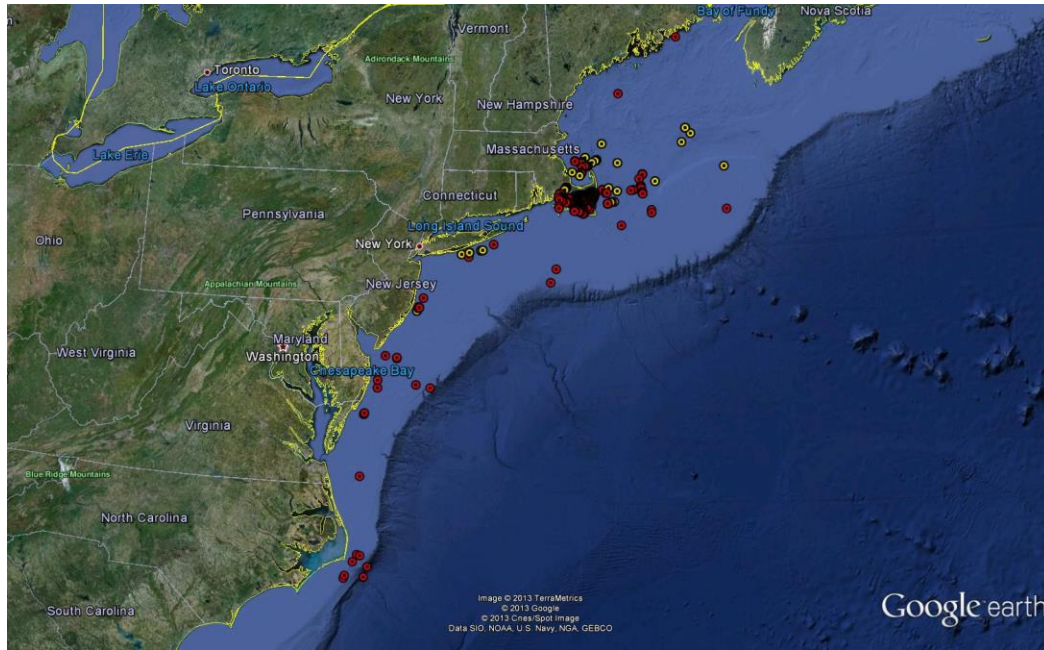 Bay of Fundy
Nova Scotia
Vermont
Toronto
Adirondack Mountains
Lake Ontario
New York
New Hampshire
Massachusetts
Lake Erie
Connecticut
Pennsylvania
Long Island Sound
Ohio
New York
New Jersey
Appalachian Mountains
Maryland
West Virginia
Washington
Chesapeake Bay
Virginia
Blue Ridge Mountains
North Carolina
South Carolina
Image © 2013 TerraMetrics
© 2013 Google
© 2013 Cnes/Spot Image
Data SIO, NOAA, U.S. Navy, NGA, GEBCO
Google earth